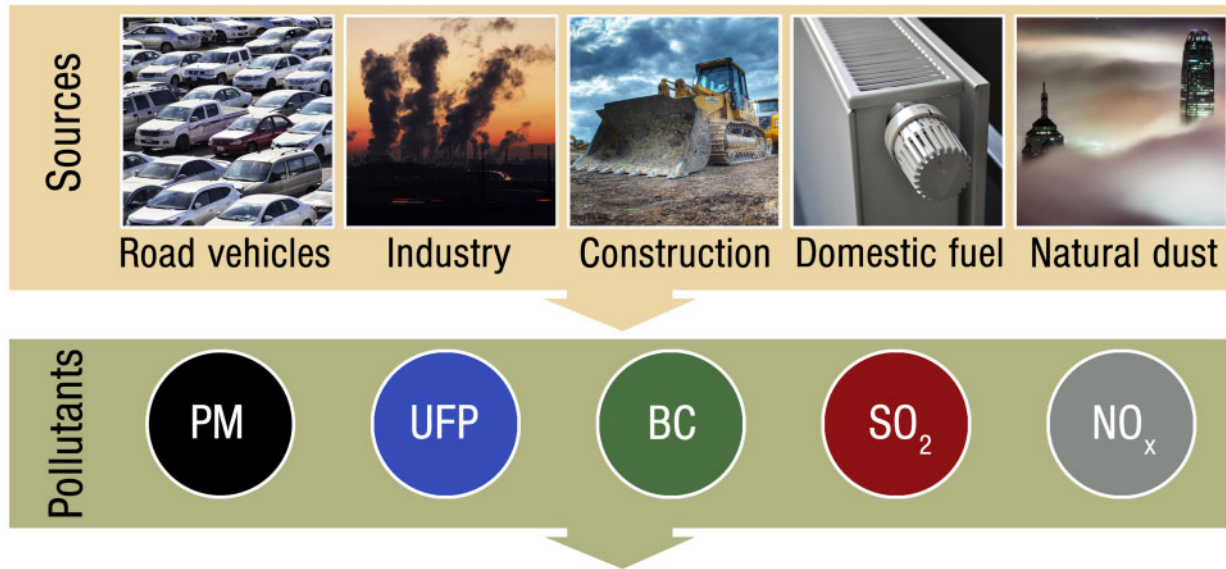 Sources
Road vehicles
Industry
Construction
Domestic fuel
Natural dust
Pollutants
PM
UFP
BC
SO₂
NOₓ